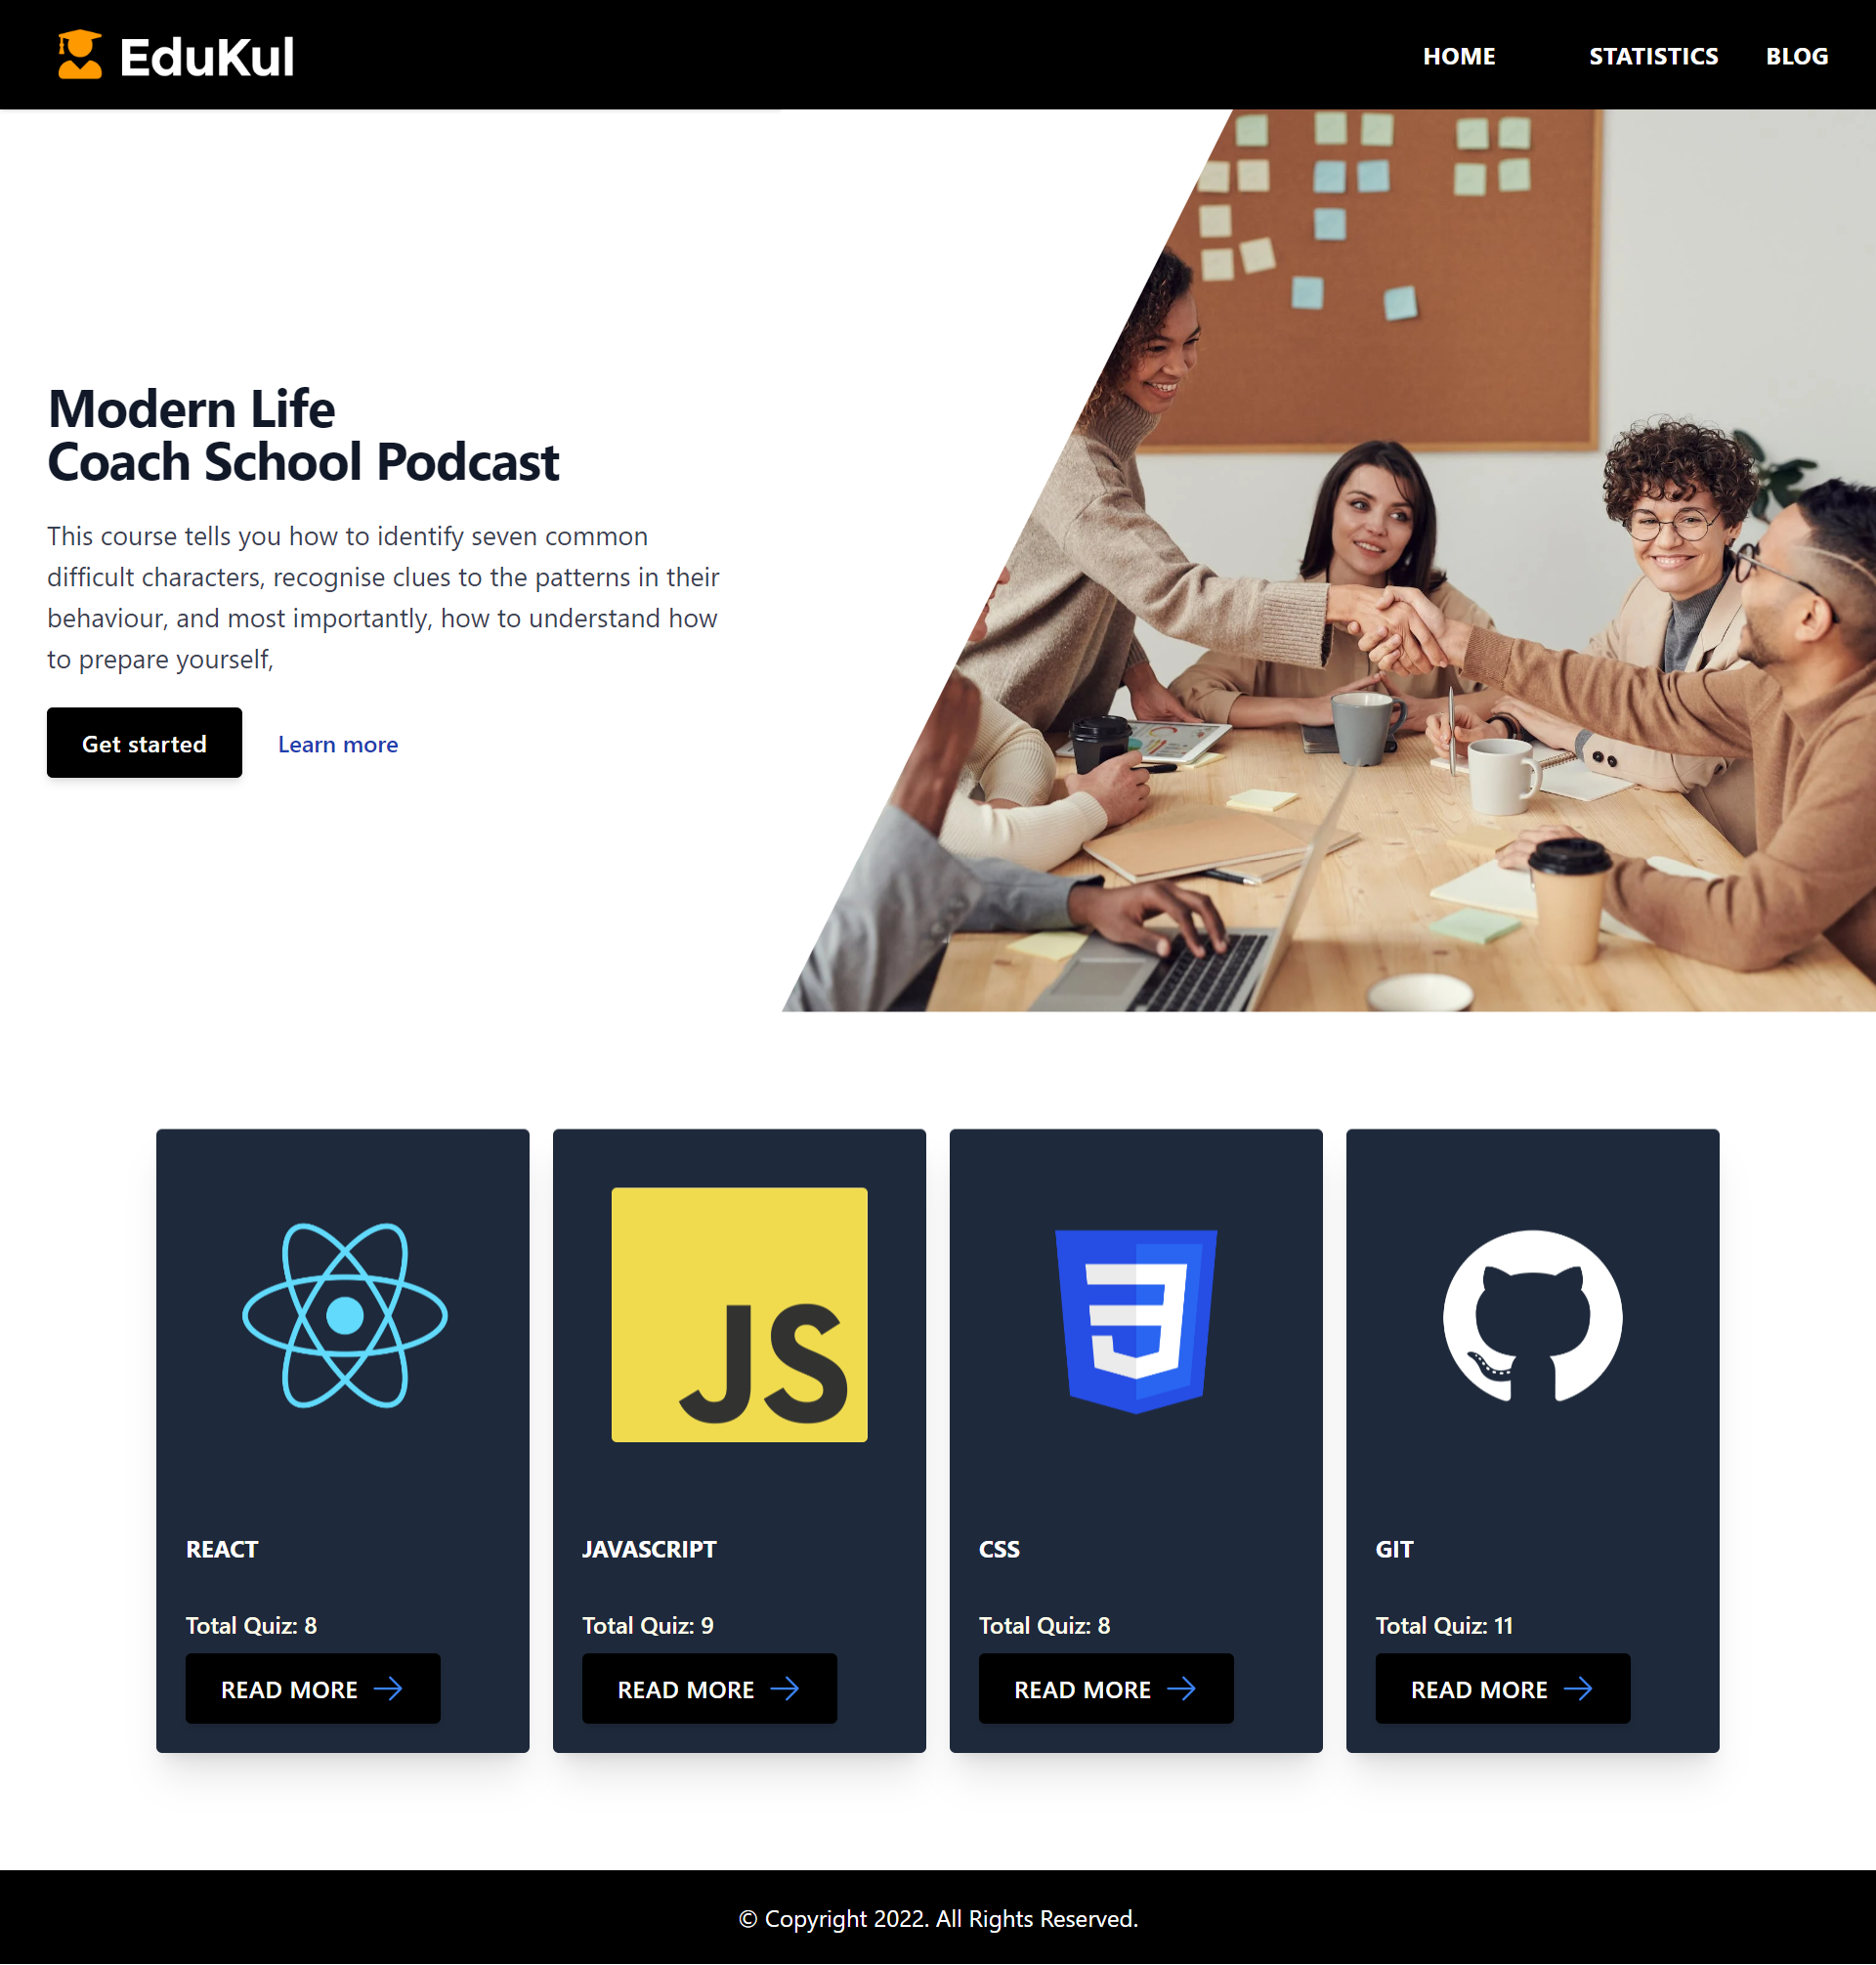 EduKul
HOME STATISTICS BLOG
Modern Life
Coach School Podcast
This course tells you how to identify seven common
difficult characters, recognise clues to the patterns in their
behaviour, and most importantly, how to understand how
to prepare yourself,
Get started Learn more
JS
REACT
Total Quiz: 8
READ MORE
JAVASCRIPT
Total Quiz: 9
READ MORE
CSS
Total Quiz: 8
READ MORE
GIT
Total Quiz: 11
READ MORE
© Copyright 2022. All Rights Reserved.